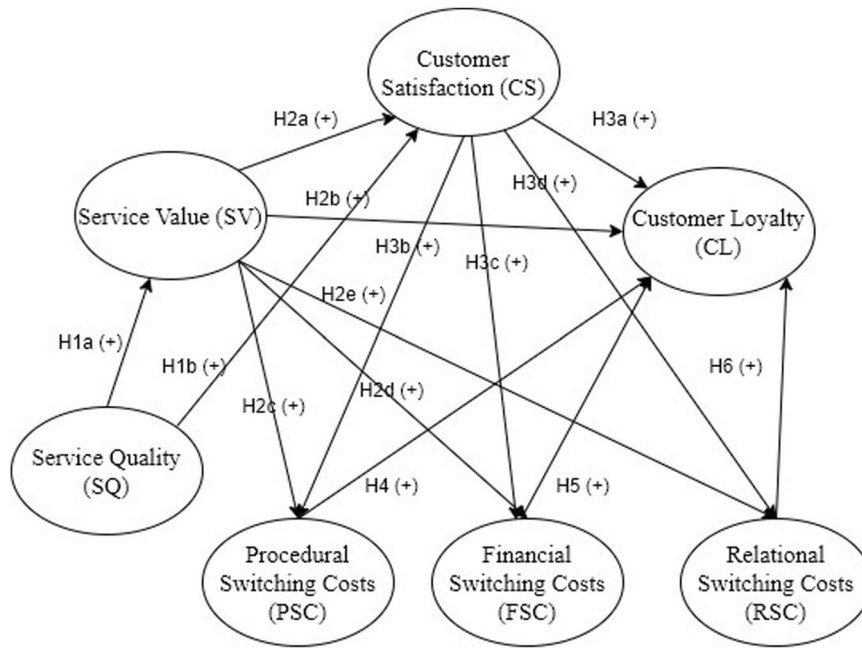 Customer
Satisfaction (CS)
H2a (+)
H3a (+)
Service Value (SV)
H2b (+)
H3d (+)
Customer Loyalty
(CL)
H3b (+)
H3c (+)
H2e (+)
H1a (+)
H1b (+)
H6 (+)
H2c (+)
H2d (+)
Service Quality
(SQ)
H4 (+)
H5 (+)
Procedural
Switching Costs
(PSC)
Financial
Switching Costs
(FSC)
Relational
Switching Costs
(RSC)